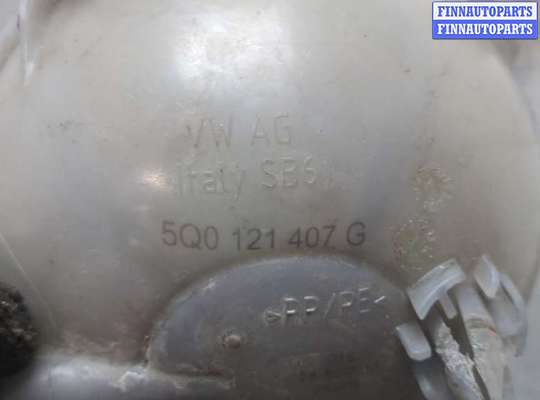 FINNAUTOPARTS
FINNAUTOPARTS
VW AG
Italy
5Q0 121 407 G
>PP/PE<